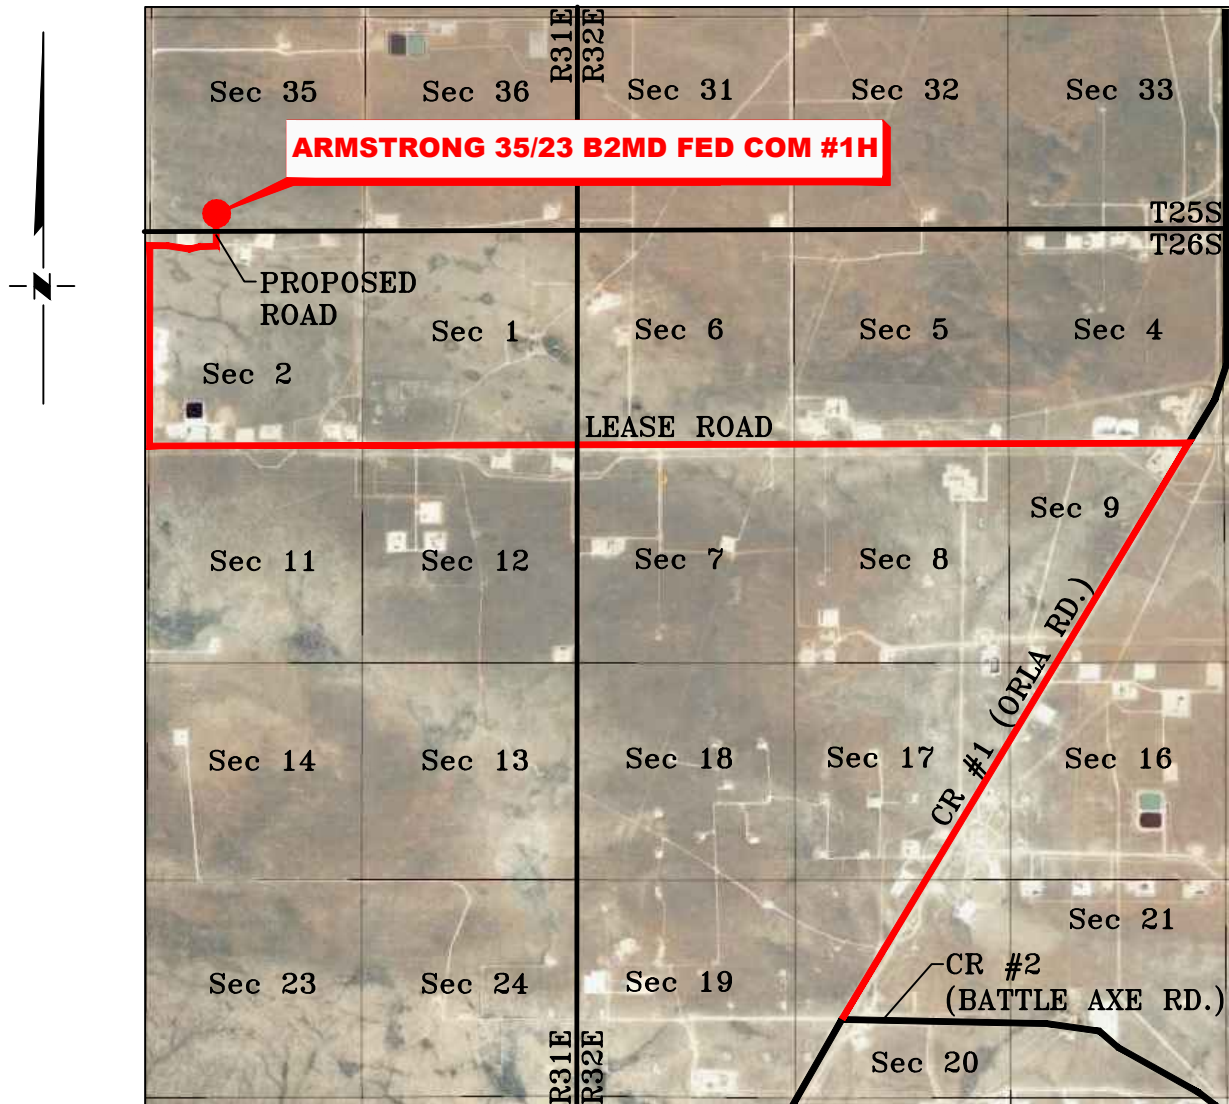 R31E
R32E
Sec 35
Sec 36
Sec 31
Sec 32
Sec 33
ARMSTRONG 35/23 B2MD FED COM #1H
T25S
T26S
N
PROPOSED
ROAD
Sec 2
Sec 1
Sec 6
Sec 5
Sec 4
LEASE ROAD
Sec 11
Sec 12
Sec 7
Sec 8
Sec 9
CR #1 (ORLA RD.)
Sec 14
Sec 13
Sec 18
Sec 17
Sec 16
Sec 23
Sec 24
Sec 19
Sec 21
CR #2
(BATTLE AXE RD.)
Sec 20
R31E
R32E